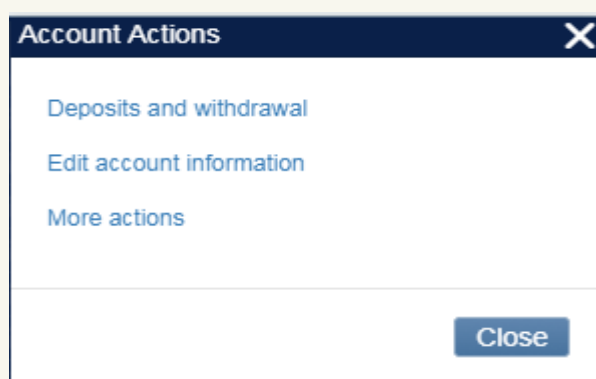 Account Actions
Deposits and withdrawal
Edit account information
More actions
Close